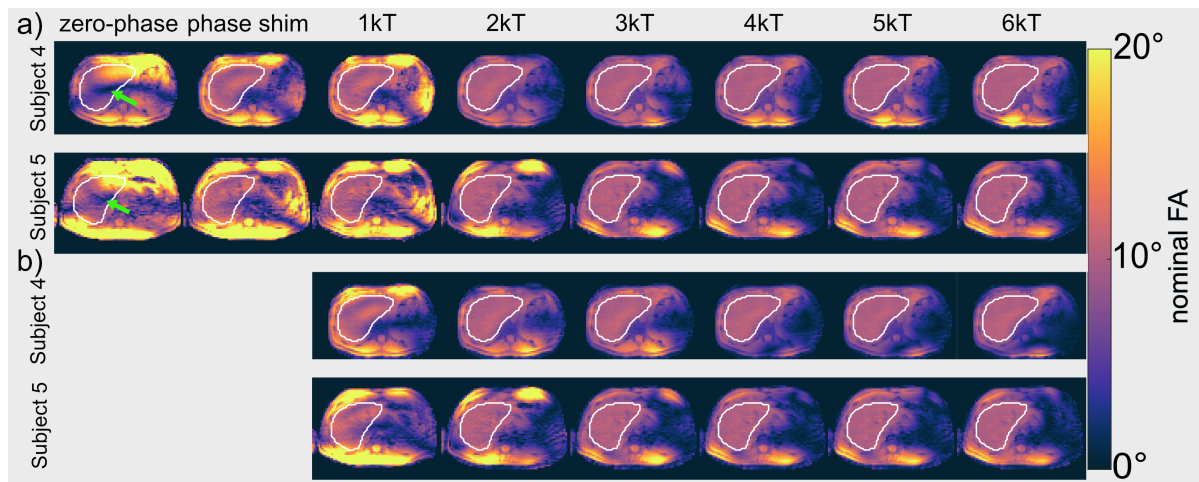 a) zero-phase phase shim 1kT 2kT 3kT 4kT 5kT 6kT
20°
Subject 4
Subject 5
10°
nominal FA
b)
Subject 4
Subject 5
0°